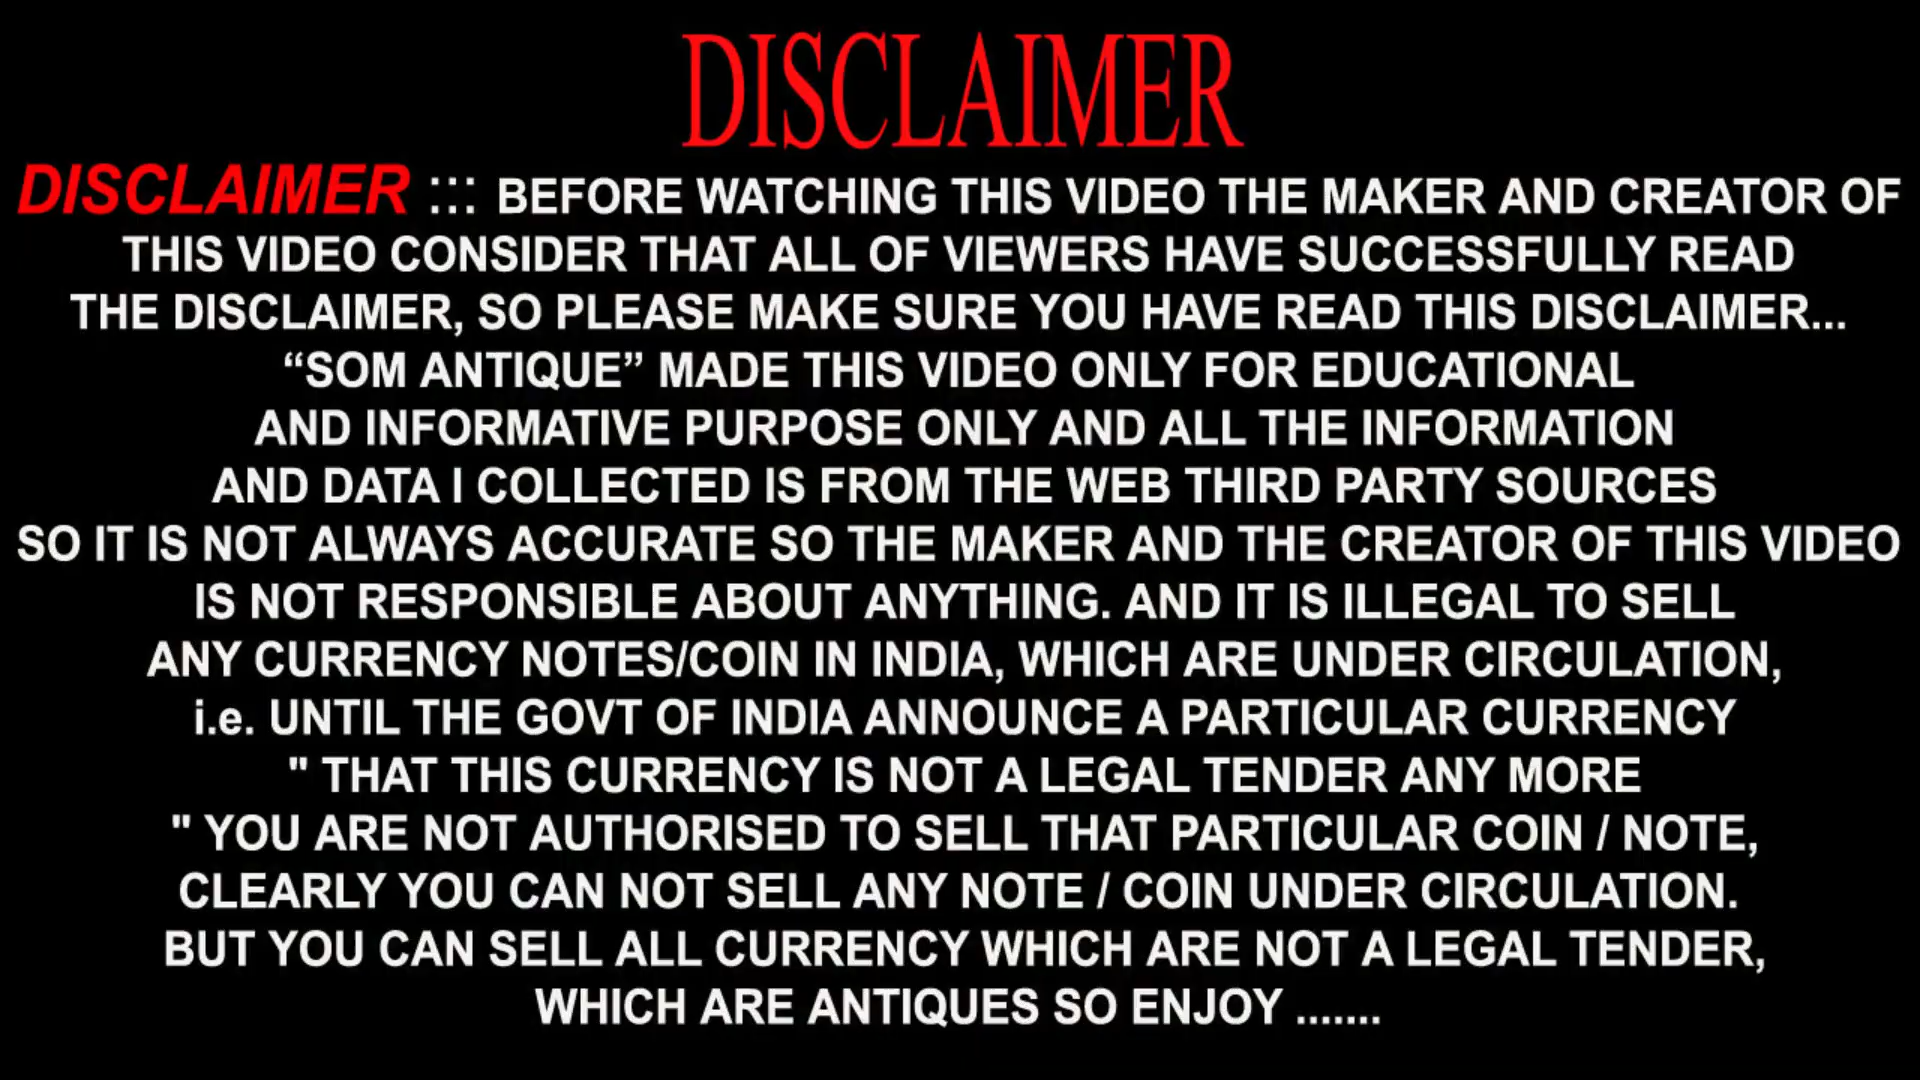 DISCLAIMER
DISCLAIMER ::: BEFORE WATCHING THIS VIDEO THE MAKER AND CREATOR OF
THIS VIDEO CONSIDER THAT ALL OF VIEWERS HAVE SUCCESSFULLY READ
THE DISCLAIMER, SO PLEASE MAKE SURE YOU HAVE READ THIS DISCLAIMER...
“SOM ANTIQUE” MADE THIS VIDEO ONLY FOR EDUCATIONAL
AND INFORMATIVE PURPOSE ONLY AND ALL THE INFORMATION
AND DATA I COLLECTED IS FROM THE WEB THIRD PARTY SOURCES
SO IT IS NOT ALWAYS ACCURATE SO THE MAKER AND THE CREATOR OF THIS VIDEO
IS NOT RESPONSIBLE ABOUT ANYTHING. AND IT IS ILLEGAL TO SELL
ANY CURRENCY NOTES/COIN IN INDIA, WHICH ARE UNDER CIRCULATION,
i.e. UNTIL THE GOVT OF INDIA ANNOUNCE A PARTICULAR CURRENCY
" THAT THIS CURRENCY IS NOT A LEGAL TENDER ANY MORE
" YOU ARE NOT AUTHORISED TO SELL THAT PARTICULAR COIN / NOTE,
CLEARLY YOU CAN NOT SELL ANY NOTE / COIN UNDER CIRCULATION.
BUT YOU CAN SELL ALL CURRENCY WHICH ARE NOT A LEGAL TENDER,
WHICH ARE ANTIQUES SO ENJOY .......